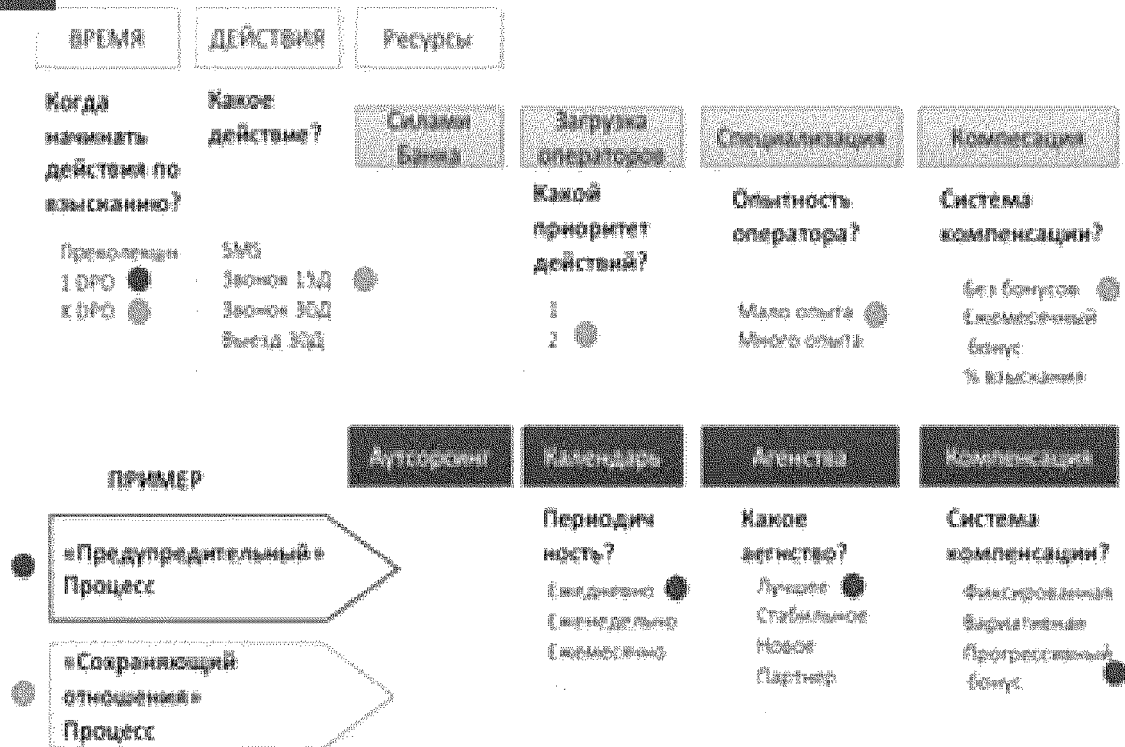 ВРЕМЯ
ДЕЙСТВИЯ
Ресурсы
Когда
начинать
действия по
взысканию?
Преколекшн
1 DPD
К DPD
Какое
действие?
SMS
Звонок 15Д
Звонок 30Д
Выезд 30Д
Силами
Банка
Загрузка
операторов
Какой
приоритет
действий?
1
2
Специализация
Опытность
оператора?
Мало опыта
Много опыта
Компесация
Система
компенсации?
без бонусов
Ежемесячный
бонус
% взыскания
ПРИМЕР
«Предупредительный»
Процесс
«Сохраняющий
отношения»
Процесс
Аутсорсинг
Календарь
Периодич
ность?
Ежедневно
Еженедельно
Ежемесячно
Агенства
Какое
аегнство?
Лучшее
Стабильное
Новое
Партнер
Компенсация
Система
компенсации?
Фиксированная
Вариативная
Прогрессивный
бонус